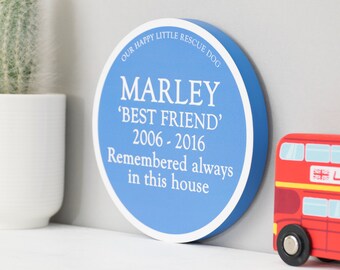 OUR HAPPY LITTLE RESCUE DOG
MARLEY
'BEST FRIEND'
2006 - 2016
Remembered always
in this house